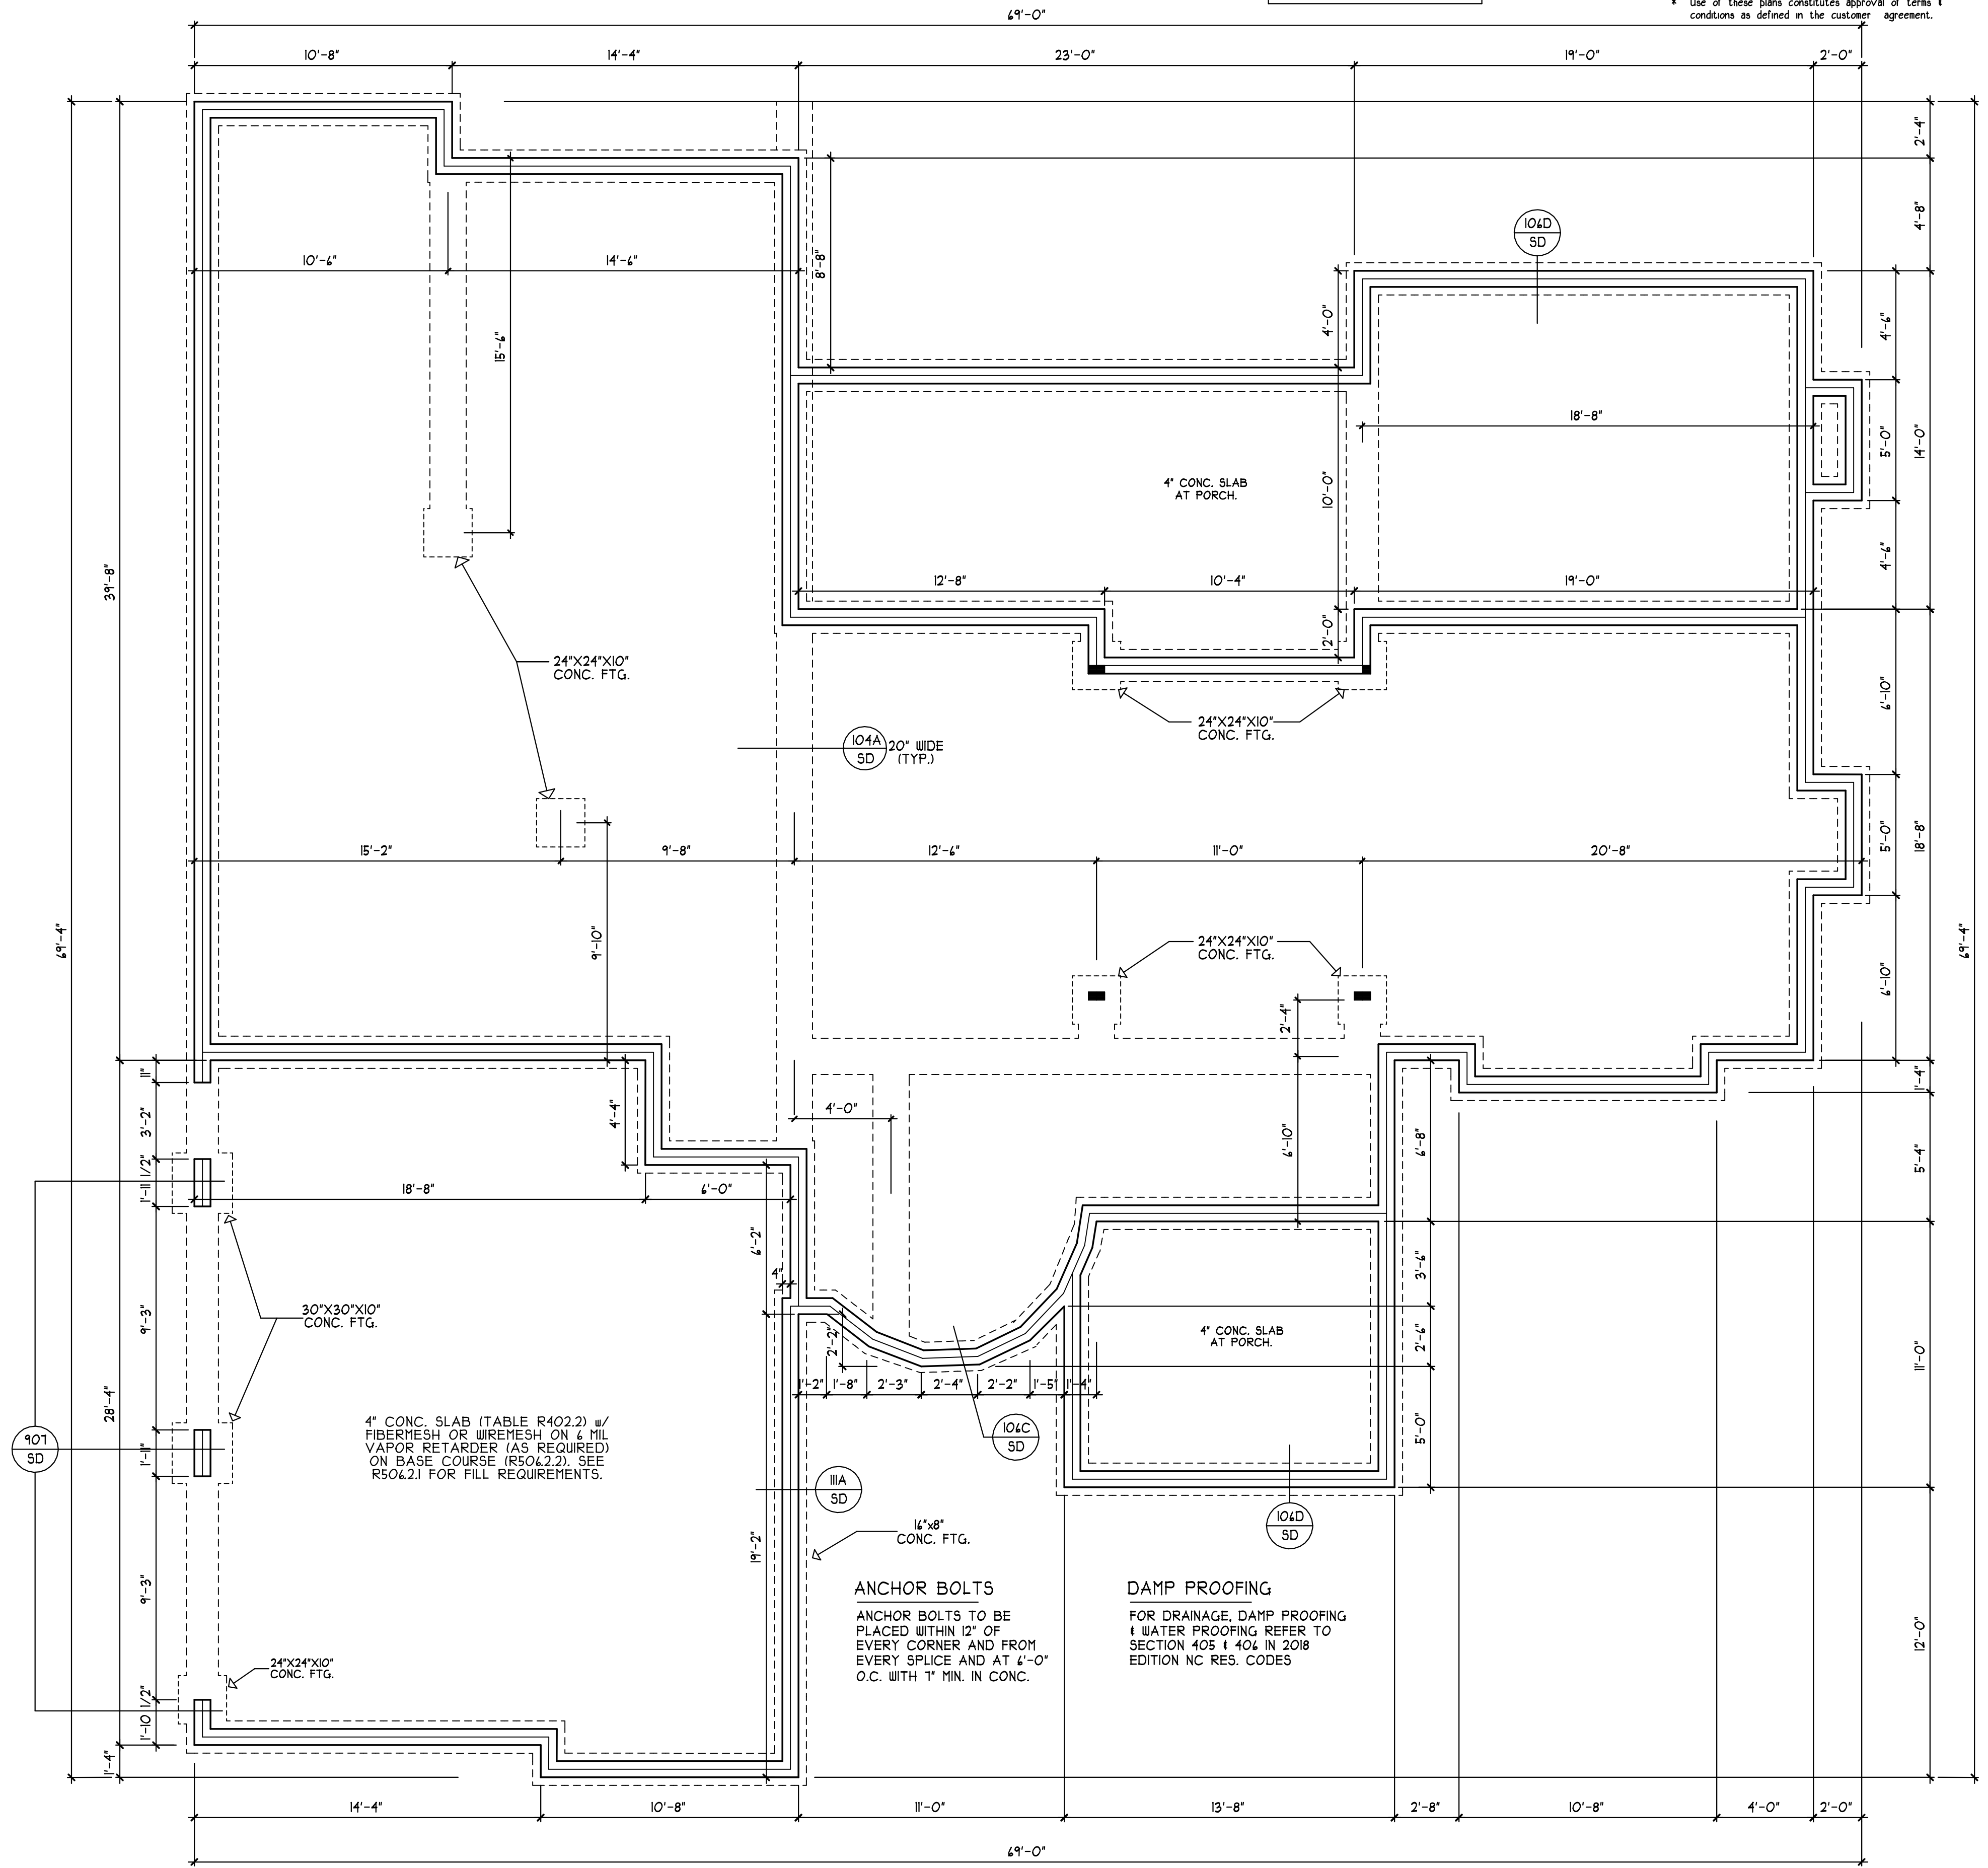 * Use of these plans constitutes approval of terms &
conditions as defined in the customer agreement.
69'-0"
10'-8"
14'-4"
23'-0"
19'-0"
2'-0"
2'-4"
4'-8"
106D
SD
10'-6"
14'-6"
8'-8"
4'-0"
4'-6"
15'-6"
18'-8"
5'-0"
14'-0"
4" CONC. SLAB
AT PORCH.
10'-0"
39'-8"
4'-6"
12'-8"
10'-4"
19'-0"
2'-0"
24"X24"X10"
CONC. FTG.
6'-10"
24"X24"X10"
CONC. FTG.
104A
SD
20" WIDE
(TYP.)
15'-2"
9'-8"
12'-6"
11'-0"
20'-8"
5'-0"
18'-8"
69'-4"
9'-10"
24"X24"X10"
CONC. FTG.
69'-4"
6'-10"
2'-4"
11"
1'-4"
3'-2"
4'-4"
4'-0"
6'-10"
6'-8"
5'-4"
1'-11 1/2"
18'-8"
6'-0"
6'-2"
4"
3'-6"
9'-3"
30"X30"X10"
CONC. FTG.
2'-2"
4" CONC. SLAB
AT PORCH.
2'-6"
11'-0"
1'-2"
1'-8"
2'-3"
2'-4"
2'-2"
1'-5"
1'-4"
28'-4"
5'-0"
4" CONC. SLAB (TABLE R402.2) w/
FIBERMESH OR WIREMESH ON 6 MIL
VAPOR RETARDER (AS REQUIRED)
ON BASE COURSE (R506.2.2). SEE
R506.2.1 FOR FILL REQUIREMENTS.
907
SD
1'-11"
106C
SD
111A
SD
106D
SD
16"x8"
CONC. FTG.
19'-2"
9'-3"
ANCHOR BOLTS
ANCHOR BOLTS TO BE
PLACED WITHIN 12" OF
EVERY CORNER AND FROM
EVERY SPLICE AND AT 6'-0"
O.C. WITH 7" MIN. IN CONC.
DAMP PROOFING
FOR DRAINAGE, DAMP PROOFING
& WATER PROOFING REFER TO
SECTION 405 & 406 IN 2018
EDITION NC RES. CODES
12'-0"
24"X24"X10"
CONC. FTG.
1'-10 1/2"
1'-4"
14'-4"
10'-8"
11'-0"
13'-8"
2'-8"
10'-8"
4'-0"
2'-0"
69'-0"